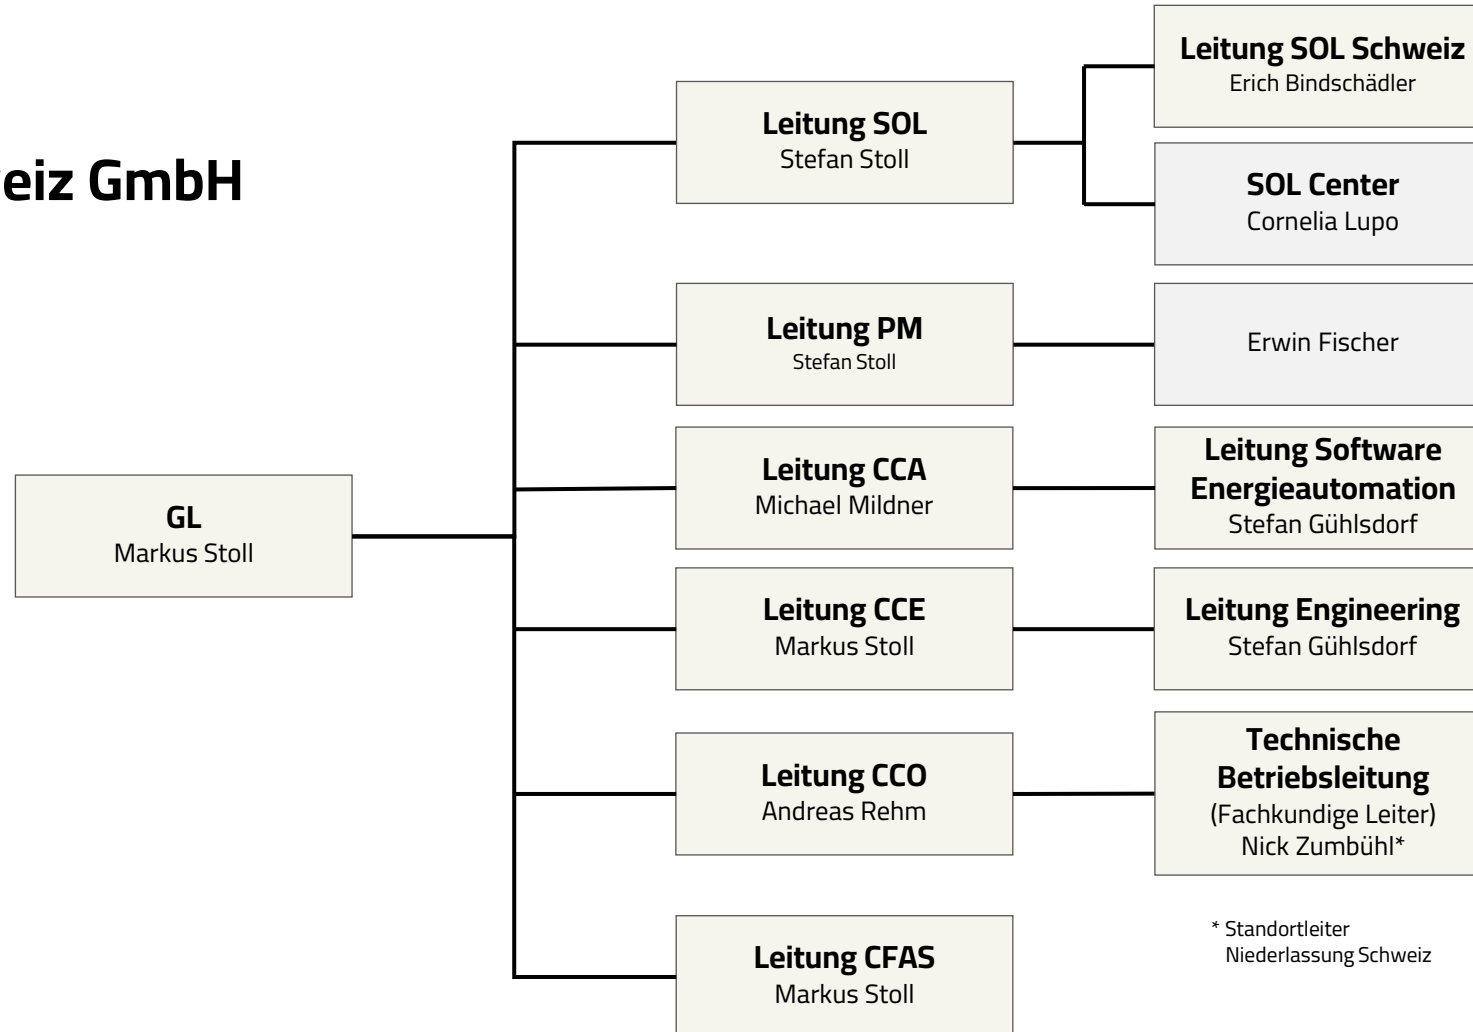 eiz GmbH
GL
Markus Stoll
Leitung SOL
Stefan Stoll
Leitung SOL Schweiz
Erich Bindschädler
SOL Center
Cornelia Lupo
Leitung PM
Stefan Stoll
Erwin Fischer
Leitung CCA
Michael Mildner
Leitung Software
Energieautomation
Stefan Gühlsdorf
Leitung CCE
Markus Stoll
Leitung Engineering
Stefan Gühlsdorf
Leitung CCO
Andreas Rehm
Technische
Betriebsleitung
(Fachkundige Leiter)
Nick Zumbühl*
Leitung CFAS
Markus Stoll
* Standortleiter
Niederlassung Schweiz